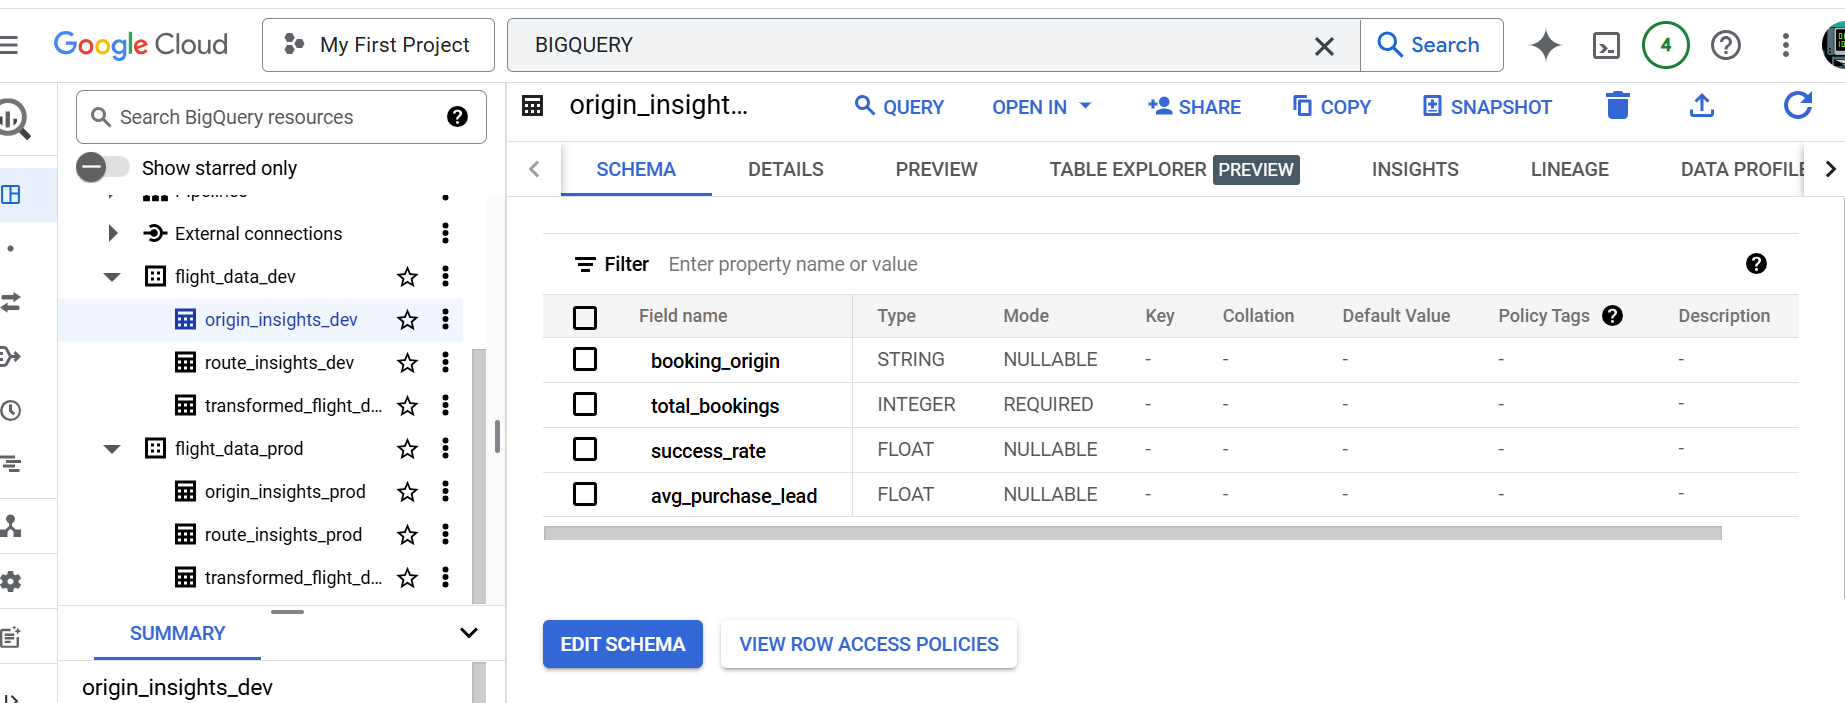 Google Cloud
My First Project
BIGQUERY
Search
4
Search BigQuery resources
Show starred only
Pipelines
External connections
flight_data_dev
origin_insights_dev
route_insights_dev
transformed_flight_d...
flight_data_prod
origin_insights_prod
route_insights_prod
transformed_flight_d...
SUMMARY
origin_insights_dev
origin_insight...
QUERY
OPEN IN
SHARE
COPY
SNAPSHOT
SCHEMA
DETAILS
PREVIEW
TABLE EXPLORER PREVIEW
INSIGHTS
LINEAGE
DATA PROFILE
Filter Enter property name or value
Field name Type Mode Key Collation Default Value Policy Tags Description
booking_origin STRING NULLABLE - - - - -
total_bookings INTEGER REQUIRED - - - - -
success_rate FLOAT NULLABLE - - - - -
avg_purchase_lead FLOAT NULLABLE - - - - -
EDIT SCHEMA
VIEW ROW ACCESS POLICIES